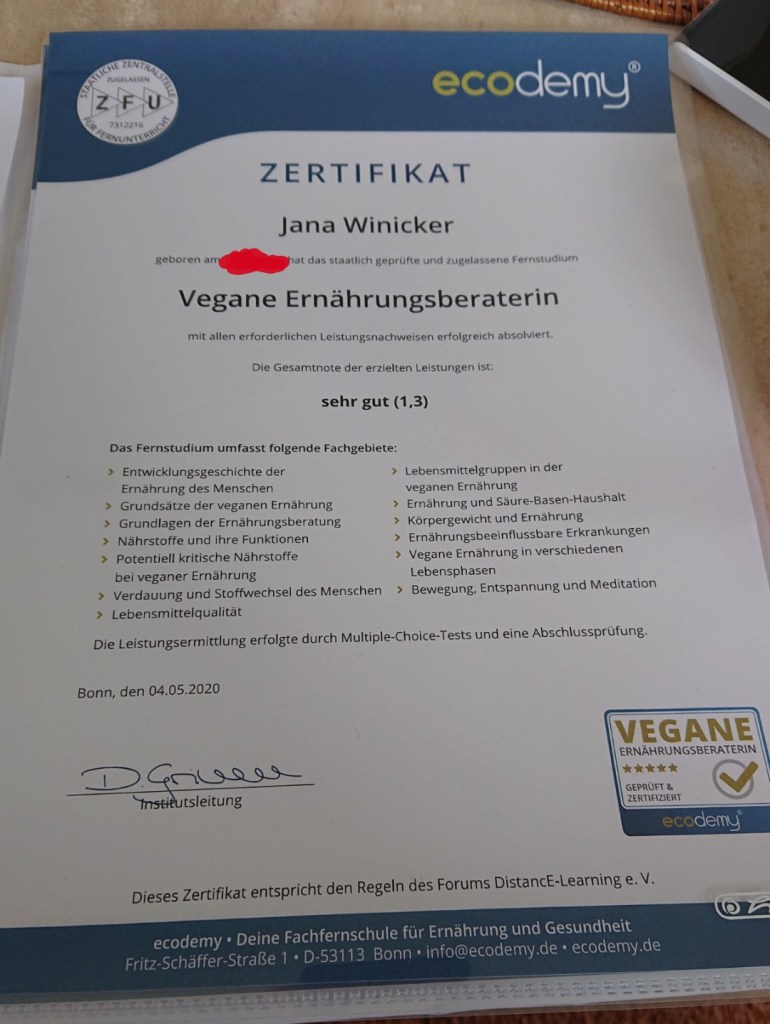 STAATLICHE ZENTRALSTELLE
ZUGELASSEN
ZFU
7312216
FÜR FERNUNTERRICHT
ecodemy®
ZERTIFIKAT
Jana Winicker
geboren am hat das staatlich geprüfte und zugelassene Fernstudium
Vegane Ernährungsberaterin
mit allen erforderlichen Leistungsnachweisen erfolgreich absolviert.
Die Gesamtnote der erzielten Leistungen ist:
sehr gut (1,3)
Das Fernstudium umfasst folgende Fachgebiete:
Entwicklungsgeschichte der
Ernährung des Menschen
Grundsätze der veganen Ernährung
Grundlagen der Ernährungsberatung
Nährstoffe und ihre Funktionen
Potentiell kritische Nährstoffe
bei veganer Ernährung
Verdauung und Stoffwechsel des Menschen
Lebensmittelqualität
Lebensmittelgruppen in der
veganen Ernährung
Ernährung und Säure-Basen-Haushalt
Körpergewicht und Ernährung
Ernährungsbeeinflussbare Erkrankungen
Vegane Ernährung in verschiedenen
Lebensphasen
Bewegung, Entspannung und Meditation
Die Leistungsermittlung erfolgte durch Multiple-Choice-Tests und eine Abschlussprüfung.
Bonn, den 04.05.2020
Institutsleitung
VEGANE
ERNÄHRUNGSBERATERIN
GEPRÜFT &
ZERTIFIZIERT
ecodemy®
Dieses Zertifikat entspricht den Regeln des Forums DistancE-Learning e. V.
ecodemy • Deine Fachfernschule für Ernährung und Gesundheit
Fritz-Schäffer-Straße 1 • D-53113 Bonn • info@ecodemy.de • ecodemy.de